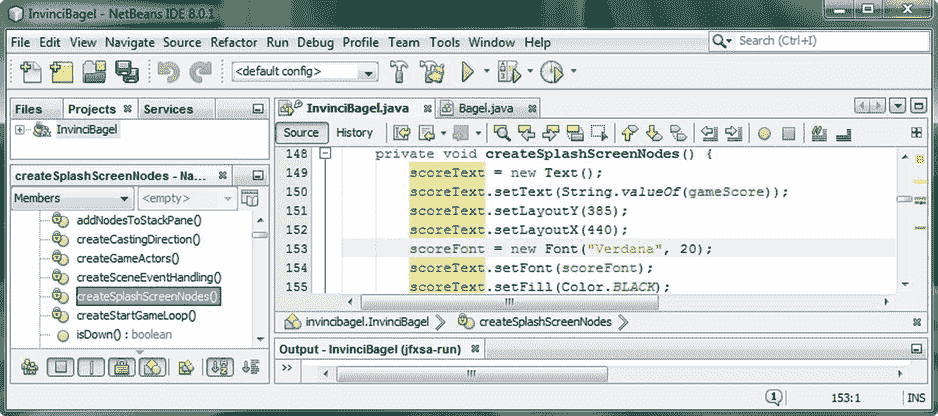 InvinciBagel - NetBeans IDE 8.0.1
File Edit View Navigate Source Refactor Run Debug Profile Team Tools Window Help
Search (Ctrl+I)
<default config>
Files Projects Services
InvinciBagel.java Bagel.java
InvinciBagel
Source History
createSplashScreenNodes - Na...
Members <empty>
addNodesToStackPane()
createCastingDirection()
createGameActors()
createSceneEventHandling()
createSplashScreenNodes()
createStartGameLoop()
isDown() : boolean
148 private void createSplashScreenNodes() {
149 scoreText = new Text();
150 scoreText.setText(String.valueOf(gameScore));
151 scoreText.setLayoutY(385);
152 scoreText.setLayoutX(440);
153 scoreFont = new Font("Verdana", 20);
154 scoreText.setFont(scoreFont);
155 scoreText.setFill(Color.BLACK);
invincibagel.InvinciBagel createSplashScreenNodes
Output - InvinciBagel (jfxsa-run)
>>
1 153:1 INS